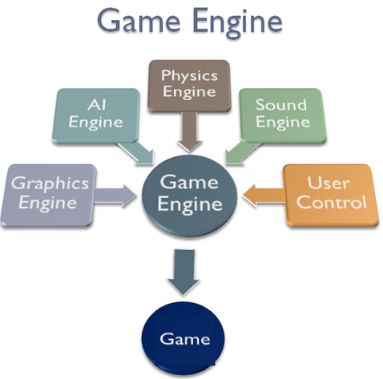 Game Engine
Physics
Engine
AI
Engine
Sound
Engine
Graphics
Engine
Game
Engine
User
Control
Game